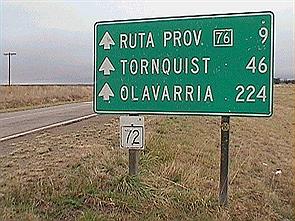 RUTA PROV. 76 9
TORNQUIST 46
OLAVARRIA 224
72